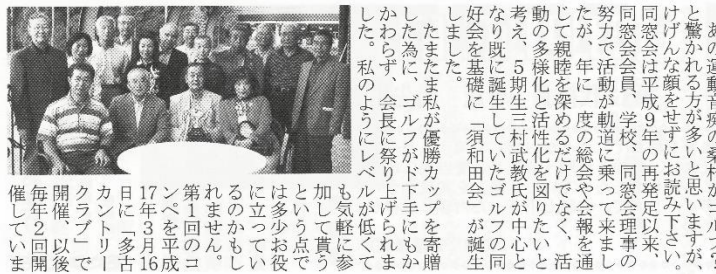 あの運動音痴の桑村がゴルフ？
と驚かれる方が多いと思いますが、
けげんな顔をせずにお読み下さい。
同窓会は平成９年の再発足以来、
同窓会会員、学校、同窓会理事の
努力で活動が軌道に乗って来まし
たが、年に一度の総会や会報を通
じて親睦を深めるだけでなく、活
動の多様化と活性化を図りたいと
考え、５期生三村武教氏が中心と
なり既に誕生していたゴルフの同
好会を基礎に「須和田会」が誕生
しました。
たまたま私が優勝カップを寄贈
した為に、ゴルフがド下手にもか
かわらず、会長に祭り上げられま
した。私のようにレベルが低くて
も気軽に参
加して貰う
という点で
は多少お役
に立ってい
るのかもし
れません。
第１回のコ
ンペを平成
17年３月16
日に「多古
カントリー
クラブ」で
開催、以後
毎年２回開
催していま